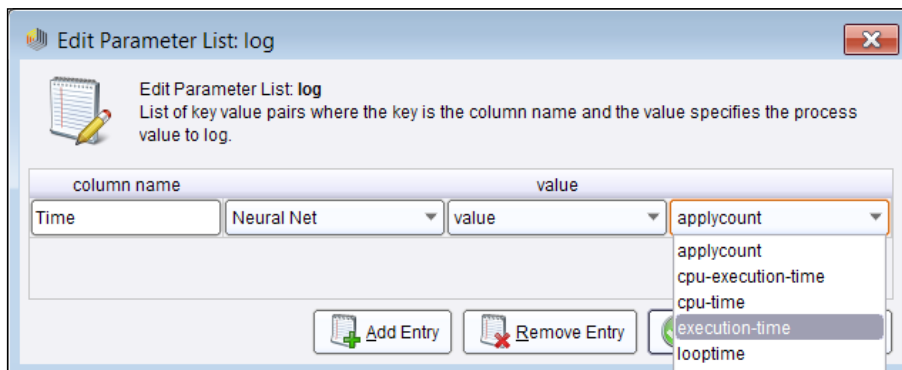 Edit Parameter List: log
Edit Parameter List: log
List of key value pairs where the key is the column name and the value specifies the process
value to log.
column name value
Time Neural Net value applycount
applycount
cpu-execution-time
cpu-time
execution-time
looptime
Add Entry Remove Entry